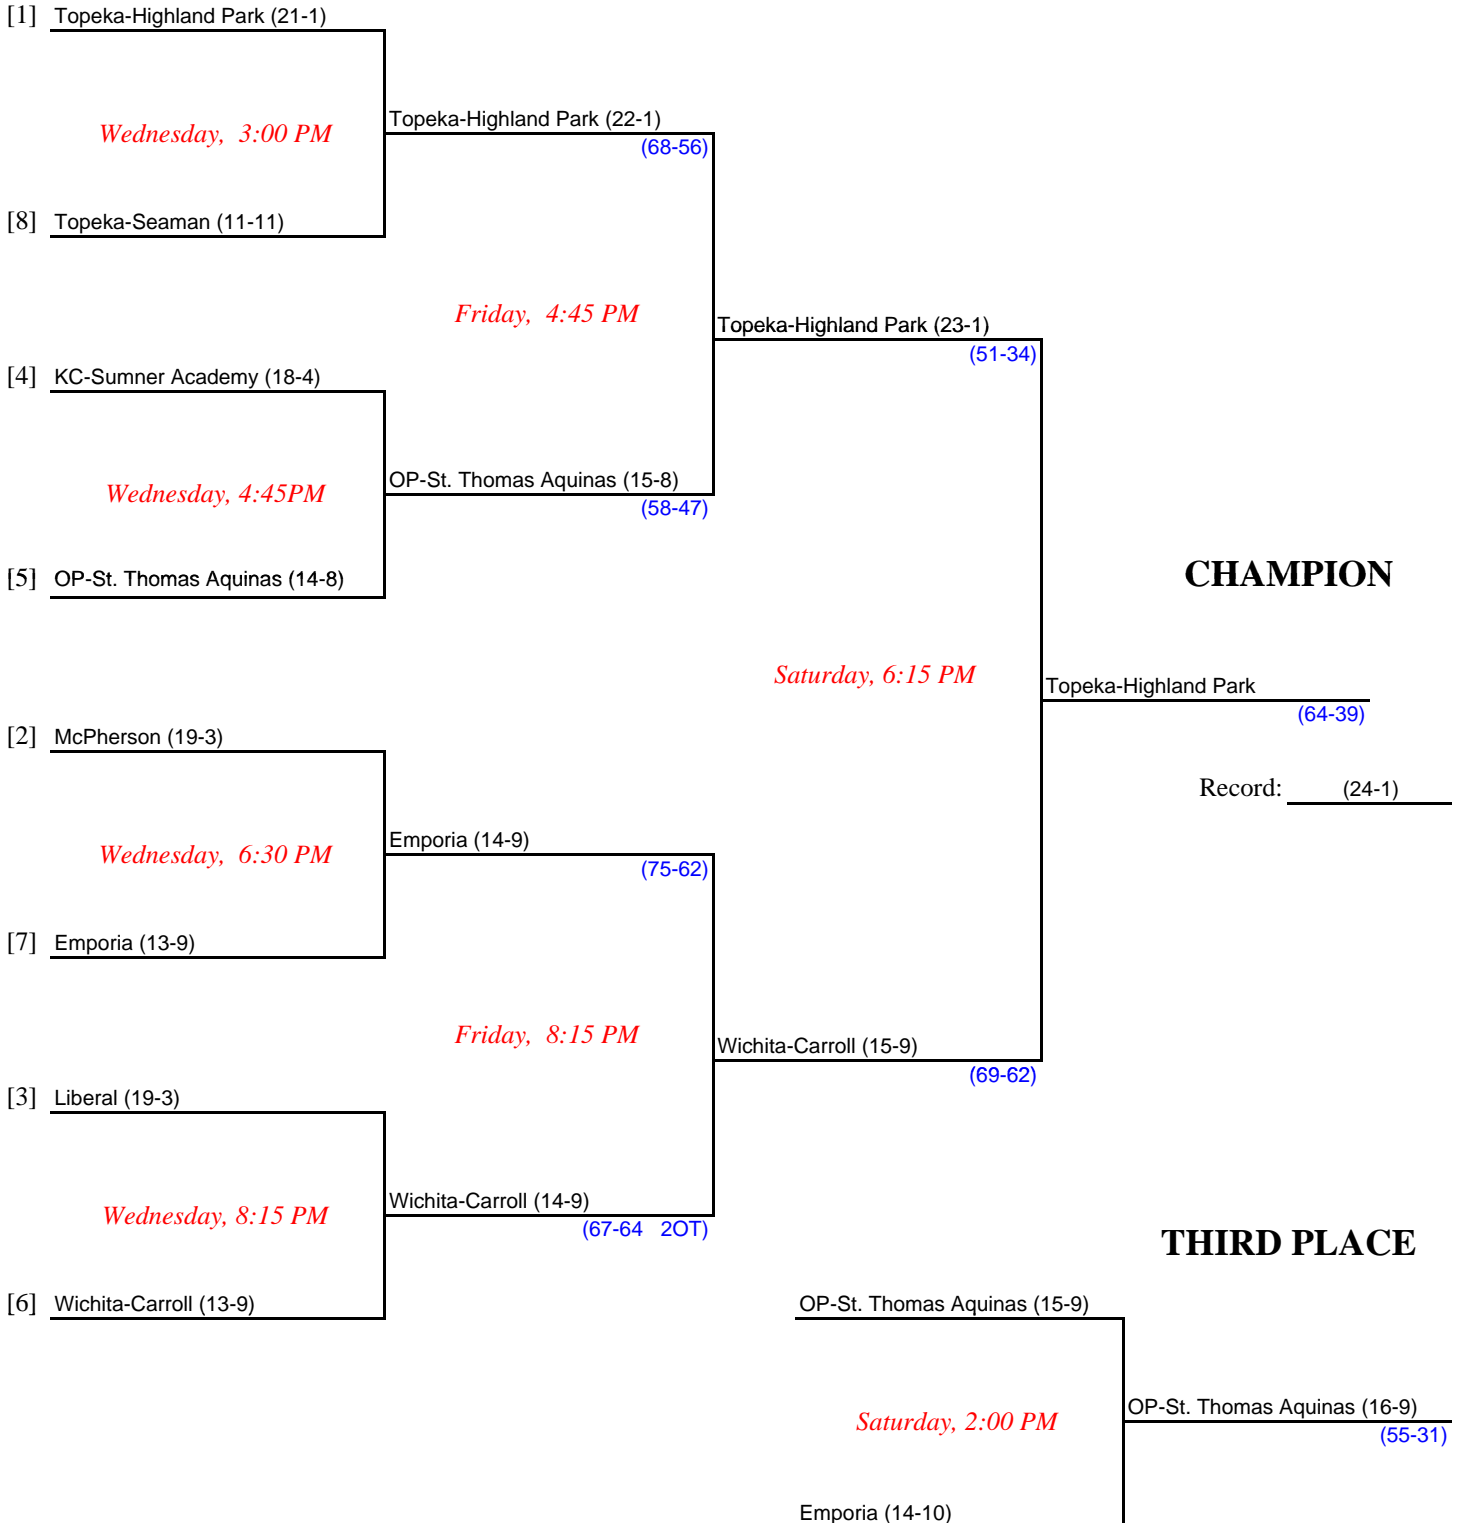 [1] Topeka-Highland Park (21-1)
Topeka-Highland Park (22-1)
Wednesday, 3:00 PM
(68-56)
[8] Topeka-Seaman (11-11)
Friday, 4:45 PM
Topeka-Highland Park (23-1)
(51-34)
[4] KC-Sumner Academy (18-4)
OP-St. Thomas Aquinas (15-8)
Wednesday, 4:45PM
(58-47)
[5] OP-St. Thomas Aquinas (14-8)
CHAMPION
Saturday, 6:15 PM
Topeka-Highland Park
(64-39)
[2] McPherson (19-3)
Record: (24-1)
Emporia (14-9)
Wednesday, 6:30 PM
(75-62)
[7] Emporia (13-9)
Friday, 8:15 PM
Wichita-Carroll (15-9)
(69-62)
[3] Liberal (19-3)
Wichita-Carroll (14-9)
Wednesday, 8:15 PM
(67-64 2OT)
THIRD PLACE
[6] Wichita-Carroll (13-9)
OP-St. Thomas Aquinas (15-9)
OP-St. Thomas Aquinas (16-9)
Saturday, 2:00 PM
(55-31)
Emporia (14-10)